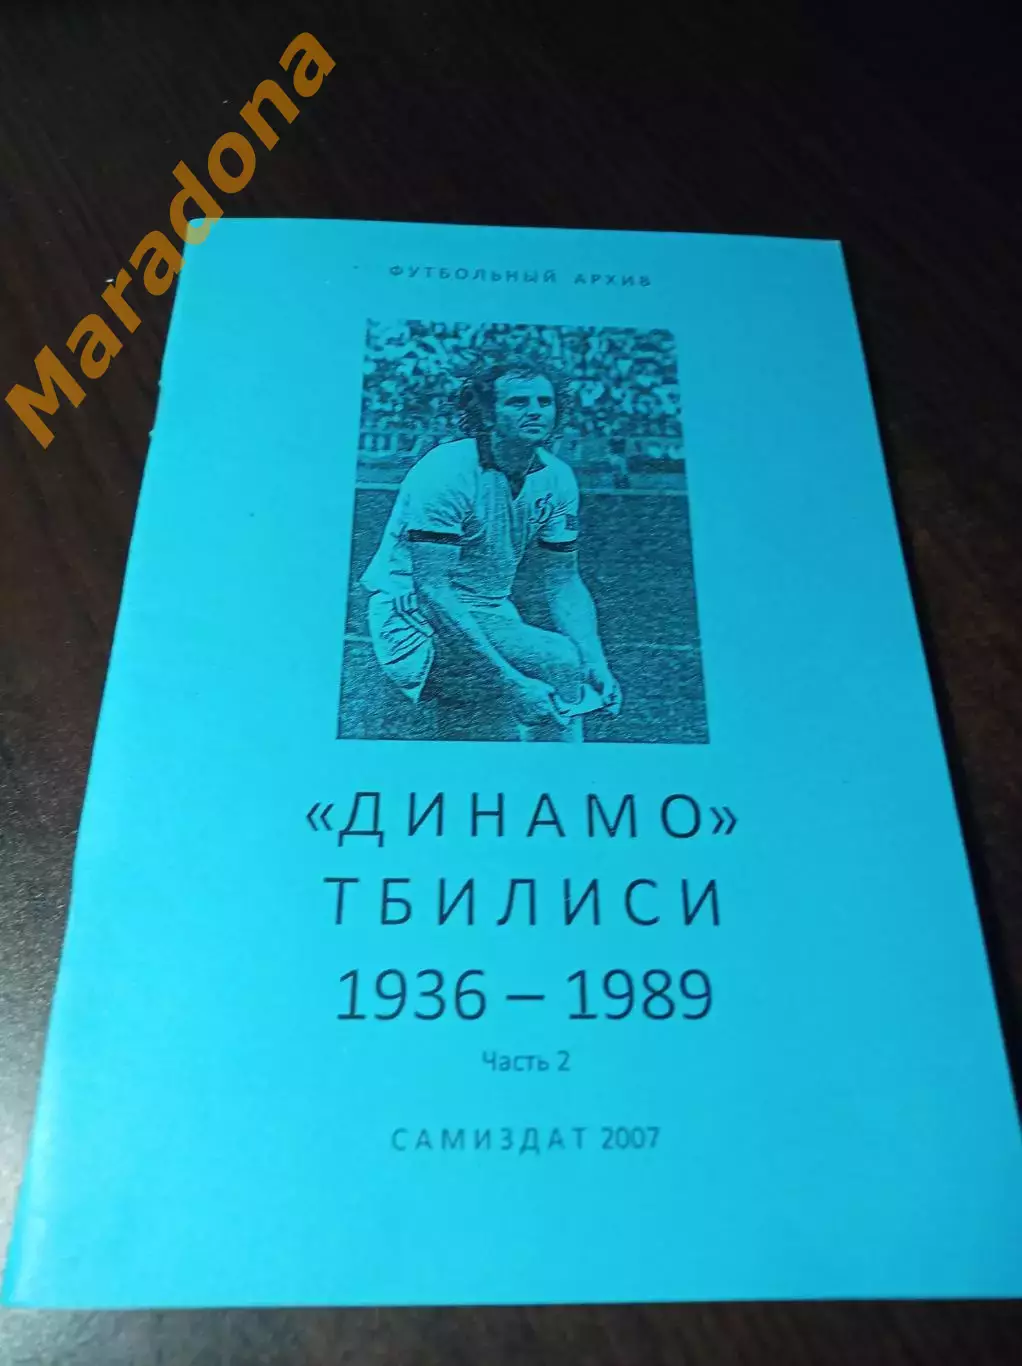 Maradona
ФУТБОЛЬНЫЙ АРХИВ
«ДИНАМО»
ТБИЛИСИ
1936 – 1989
Часть 2
САМИЗДАТ 2007